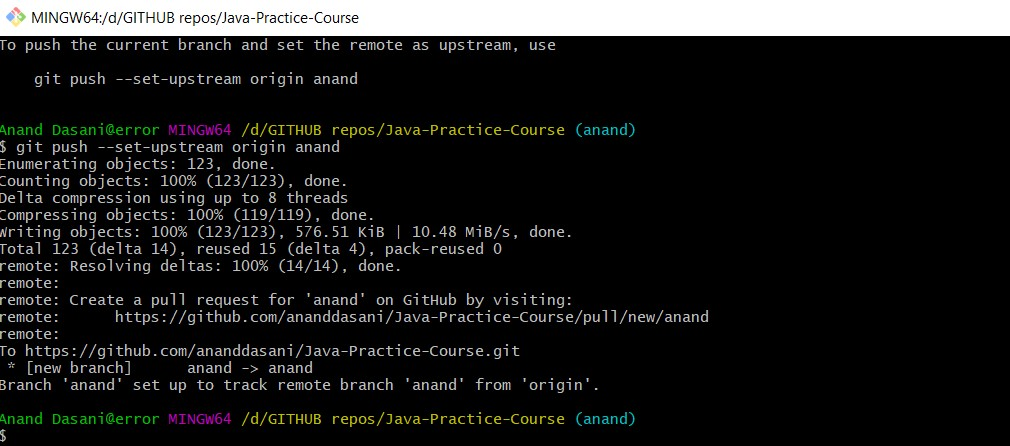 MINGW64:/d/GITHUB repos/Java-Practice-Course
To push the current branch and set the remote as upstream, use
    git push --set-upstream origin anand
Anand Dasani@error MINGW64 /d/GITHUB repos/Java-Practice-Course (anand)
$ git push --set-upstream origin anand
Enumerating objects: 123, done.
Counting objects: 100% (123/123), done.
Delta compression using up to 8 threads
Compressing objects: 100% (119/119), done.
Writing objects: 100% (123/123), 576.51 KiB | 10.48 MiB/s, done.
Total 123 (delta 14), reused 15 (delta 4), pack-reused 0
remote: Resolving deltas: 100% (14/14), done.
remote:
remote: Create a pull request for 'anand' on GitHub by visiting:
remote:      https://github.com/ananddasani/Java-Practice-Course/pull/new/anand
remote:
To https://github.com/ananddasani/Java-Practice-Course.git
 * [new branch]      anand -> anand
Branch 'anand' set up to track remote branch 'anand' from 'origin'.
Anand Dasani@error MINGW64 /d/GITHUB repos/Java-Practice-Course (anand)
$